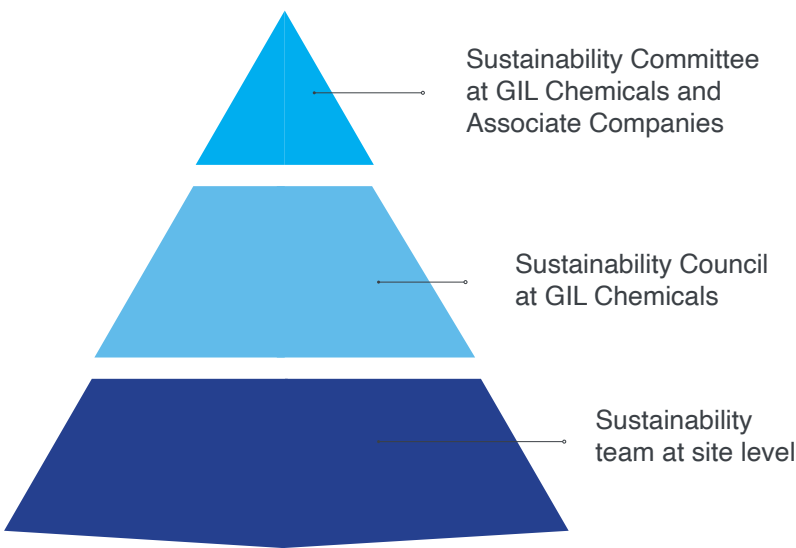 Sustainability Committee
at GIL Chemicals and
Associate Companies
Sustainability Council
at GIL Chemicals
Sustainability
team at site level